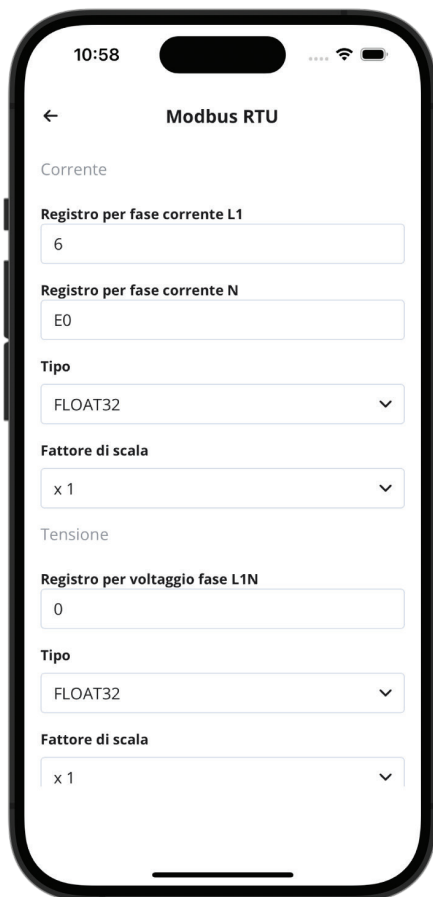 10:58
Modbus RTU
Corrente
Registro per fase corrente L1
6
Registro per fase corrente N
E0
Tipo
FLOAT32
Fattore di scala
x 1
Tensione
Registro per voltaggio fase L1N
0
Tipo
FLOAT32
Fattore di scala
x 1